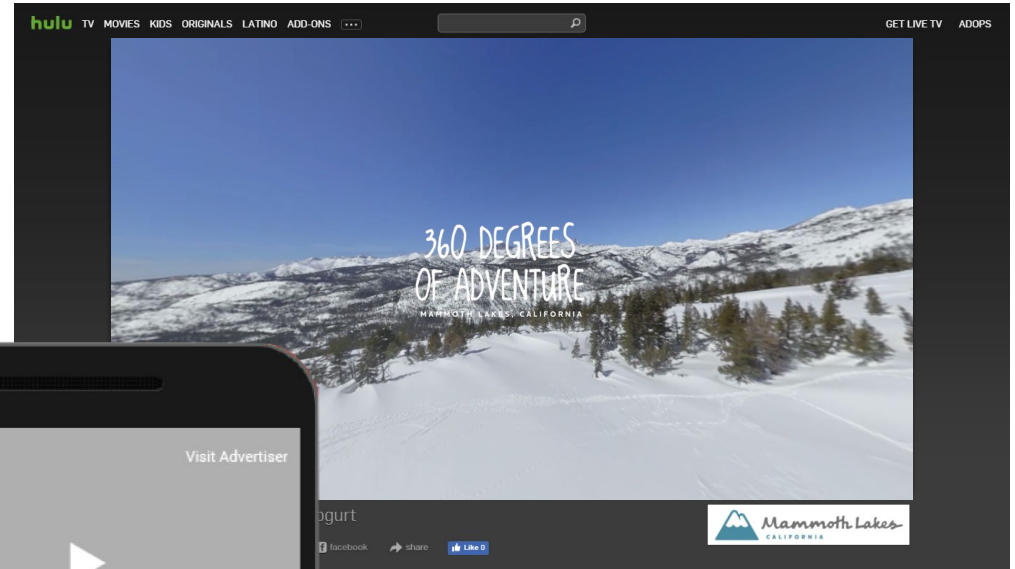 hulu TV MOVIES KIDS ORIGINALS LATINO ADD-ONS GET LIVE TV ADOPS
360 DEGREES
OF ADVENTURE
MAMMOTH LAKES, CALIFORNIA
Visit Advertiser
ogurt
facebook share Like 0
Mammoth Lakes
CALIFORNIA